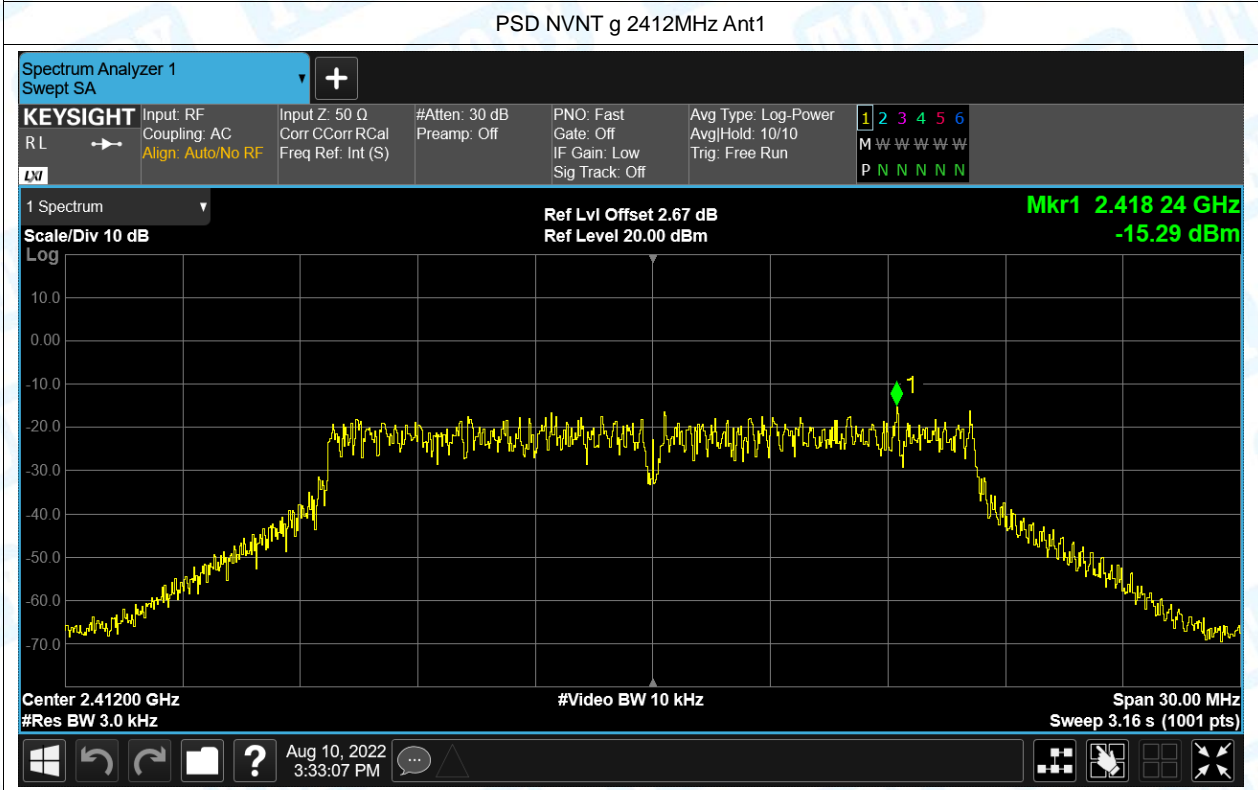 PSD NVNT g 2412MHz Ant1
Spectrum Analyzer 1
Swept SA
+
KEYSIGHT
R L
LXI
Input: RF
Coupling: AC
Align: Auto/No RF
Input Z: 50 Ω
Corr CCorr RCal
Freq Ref: Int (S)
#Atten: 30 dB
Preamp: Off
PNO: Fast
Gate: Off
IF Gain: Low
Sig Track: Off
Avg Type: Log-Power
Avg|Hold: 10/10
Trig: Free Run
1 2 3 4 5 6
M W W W W W
P N N N N N
1 Spectrum
Scale/Div 10 dB
Ref Lvl Offset 2.67 dB
Ref Level 20.00 dBm
Mkr1 2.418 24 GHz
-15.29 dBm
Log
10.0
0.00
-10.0
-20.0
-30.0
-40.0
-50.0
-60.0
-70.0
1
Center 2.41200 GHz
#Res BW 3.0 kHz
#Video BW 10 kHz
Span 30.00 MHz
Sweep 3.16 s (1001 pts)
?
Aug 10, 2022
3:33:07 PM